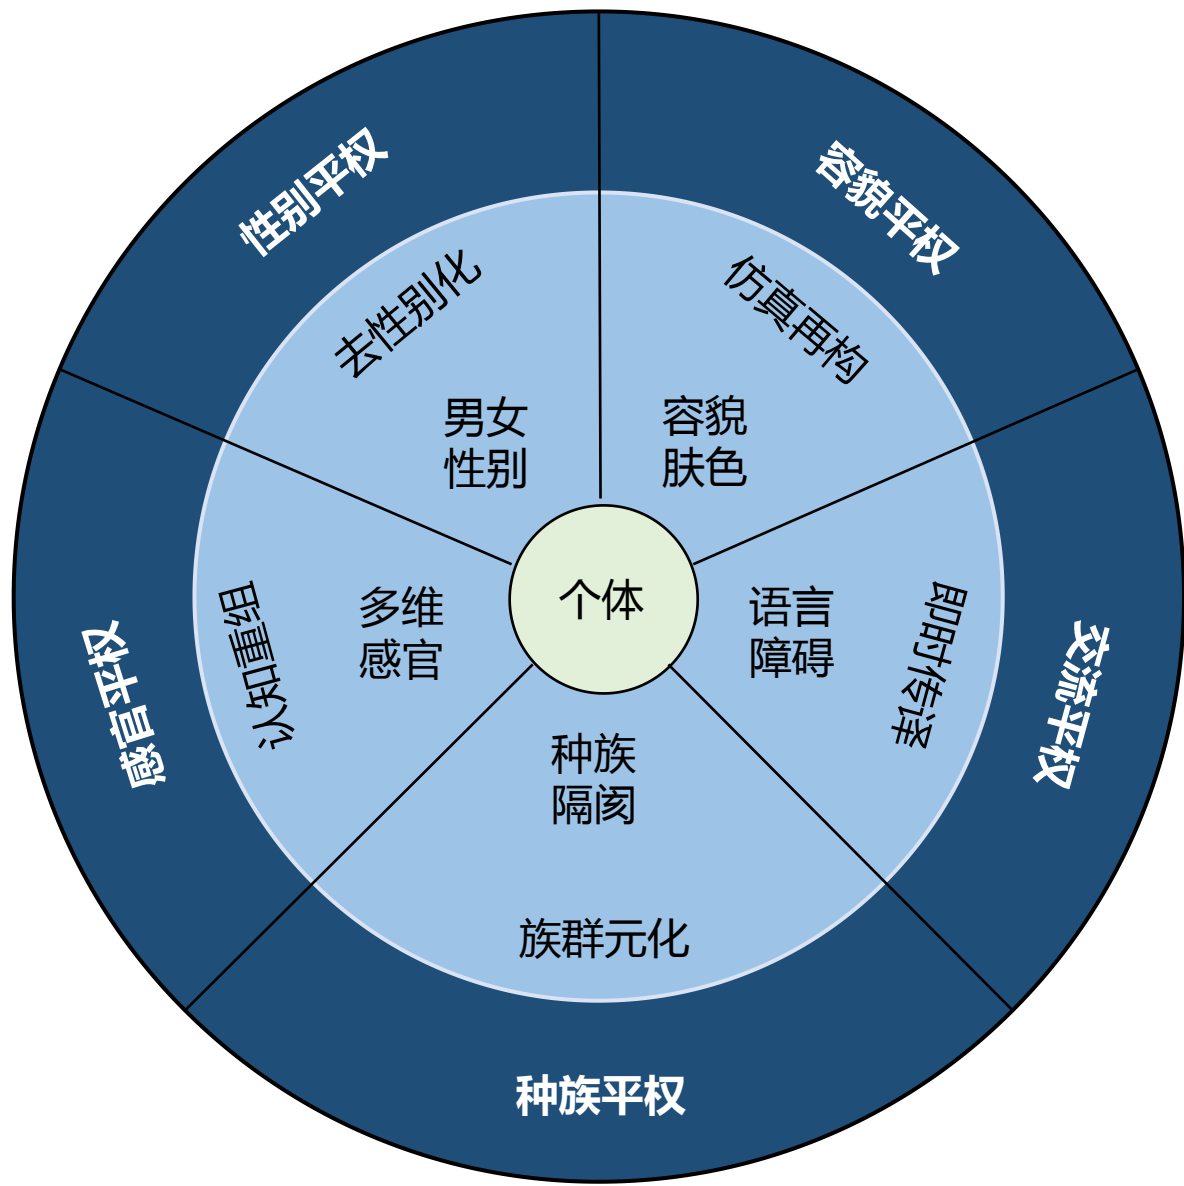 性别平权
容貌平权
去性别化
仿真再构
男女
性别
容貌
肤色
个体
多维
感官
语言
障碍
认知重组
即时传译
感官平权
交流平权
种族
隔阂
族群元化
种族平权